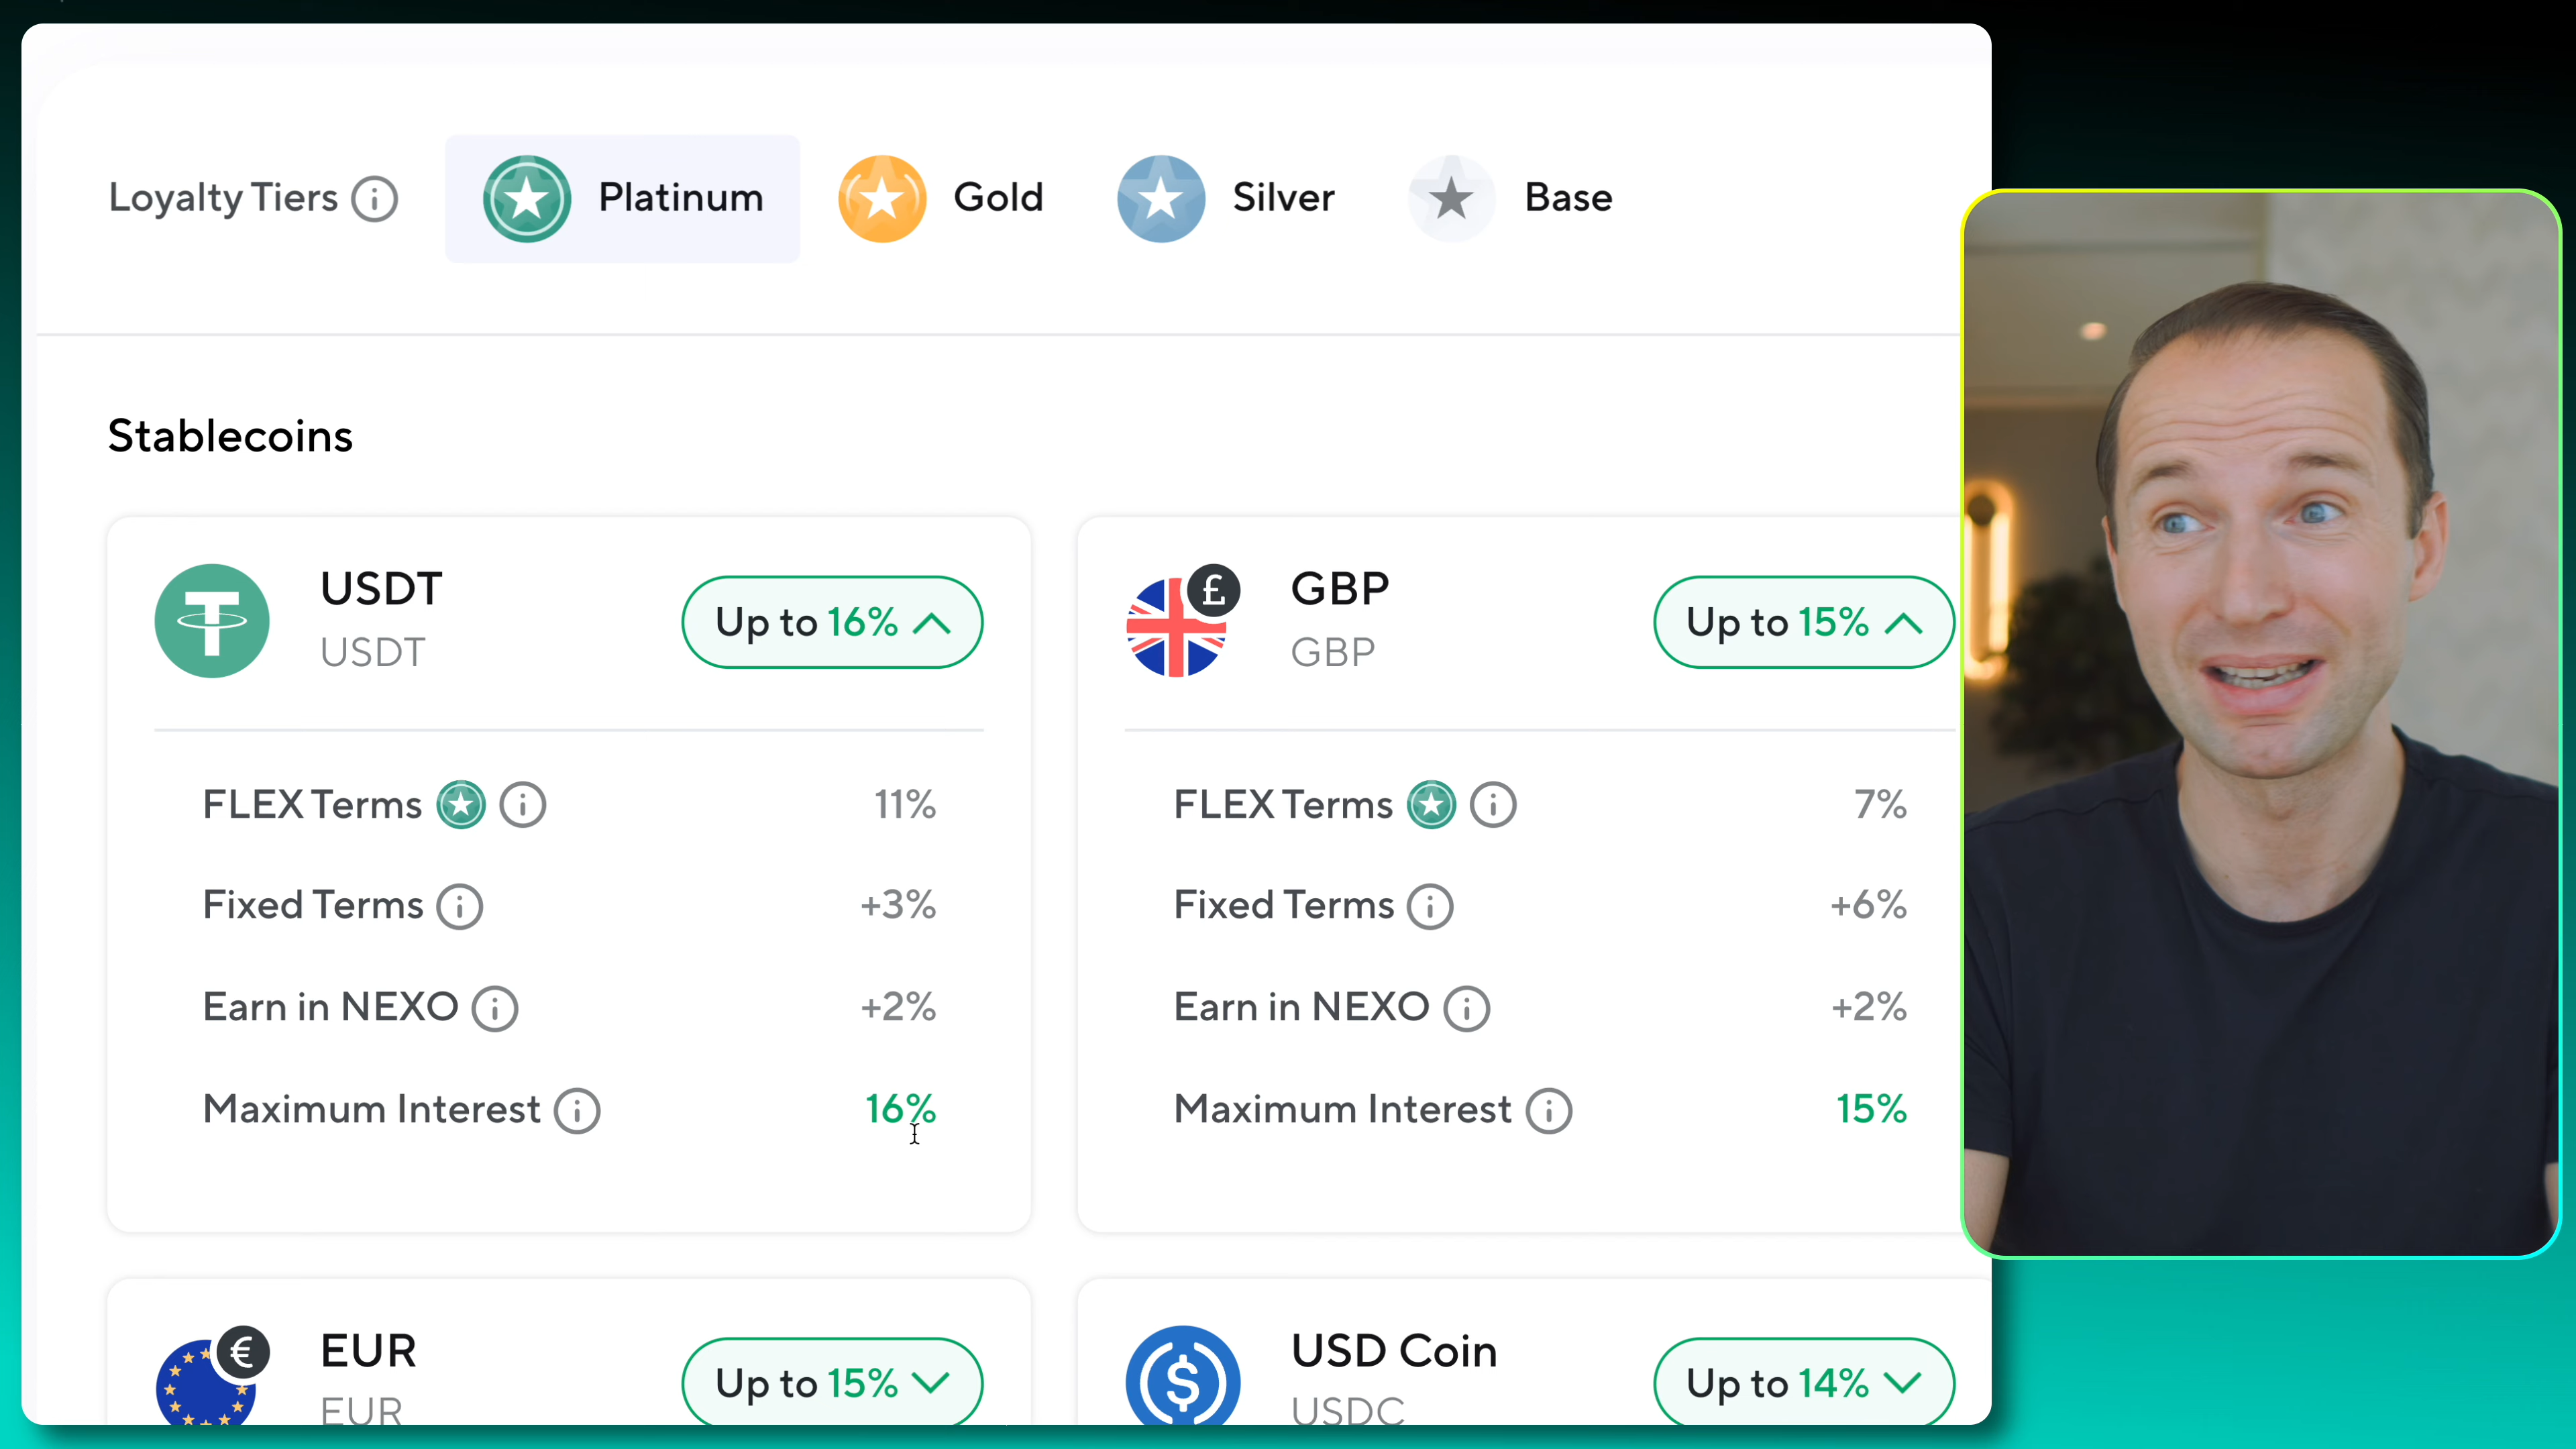 Loyalty Tiers Platinum Gold Silver Base
Stablecoins
USDT
USDT
Up to 16%
FLEX Terms 11%
Fixed Terms +3%
Earn in NEXO +2%
Maximum Interest 16%
£
GBP
GBP
Up to 15%
FLEX Terms 7%
Fixed Terms +6%
Earn in NEXO +2%
Maximum Interest 15%
€
EUR
EUR
Up to 15%
$
USD Coin
USDC
Up to 14%